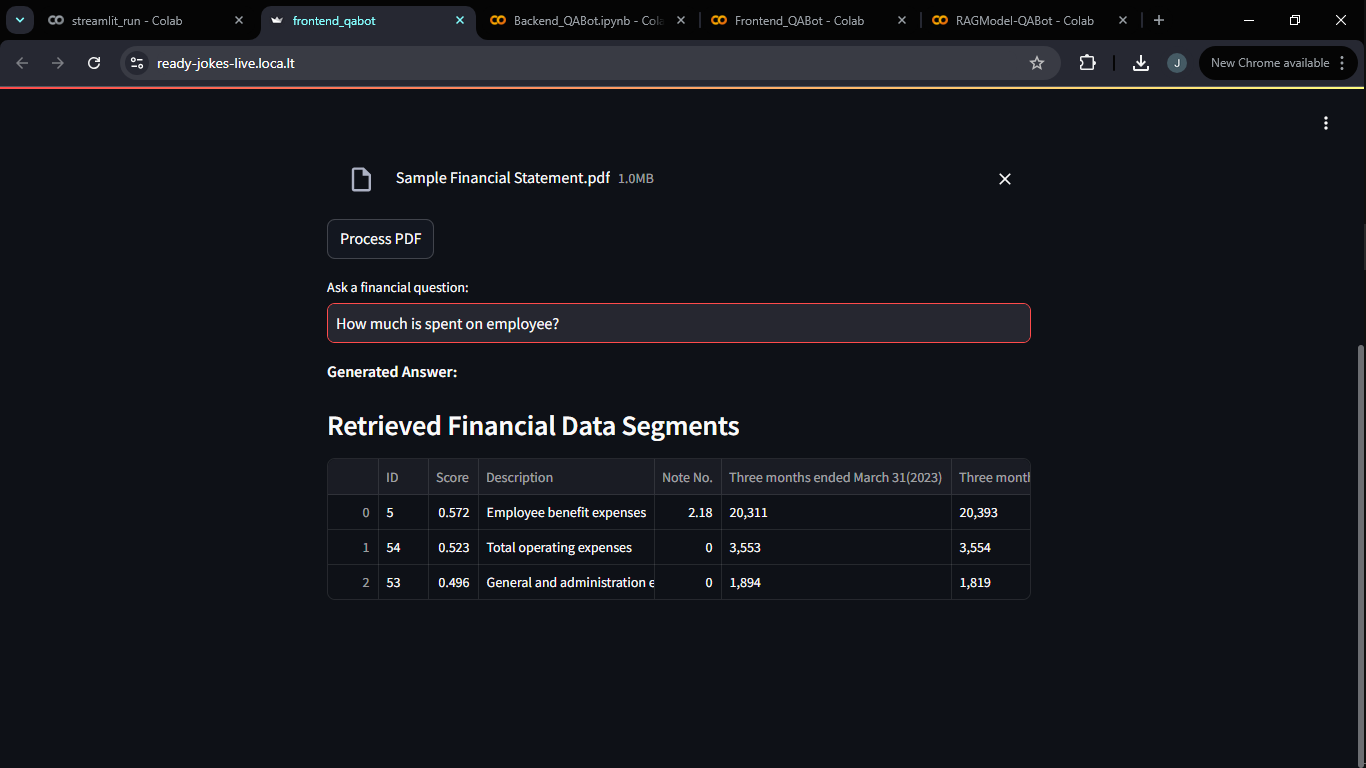 streamlit_run - Colab
frontend_qabot
Backend_QABot.ipynb - Cola
Frontend_QABot - Colab
RAGModel-QABot - Colab
ready-jokes-live.loca.lt
J
New Chrome available
Sample Financial Statement.pdf 1.0MB
Process PDF
Ask a financial question:
How much is spent on employee?
Generated Answer:
Retrieved Financial Data Segments
ID Score Description Note No. Three months ended March 31(2023) Three month
0 5 0.572 Employee benefit expenses 2.18 20,311 20,393
1 54 0.523 Total operating expenses 0 3,553 3,554
2 53 0.496 General and administration e 0 1,894 1,819